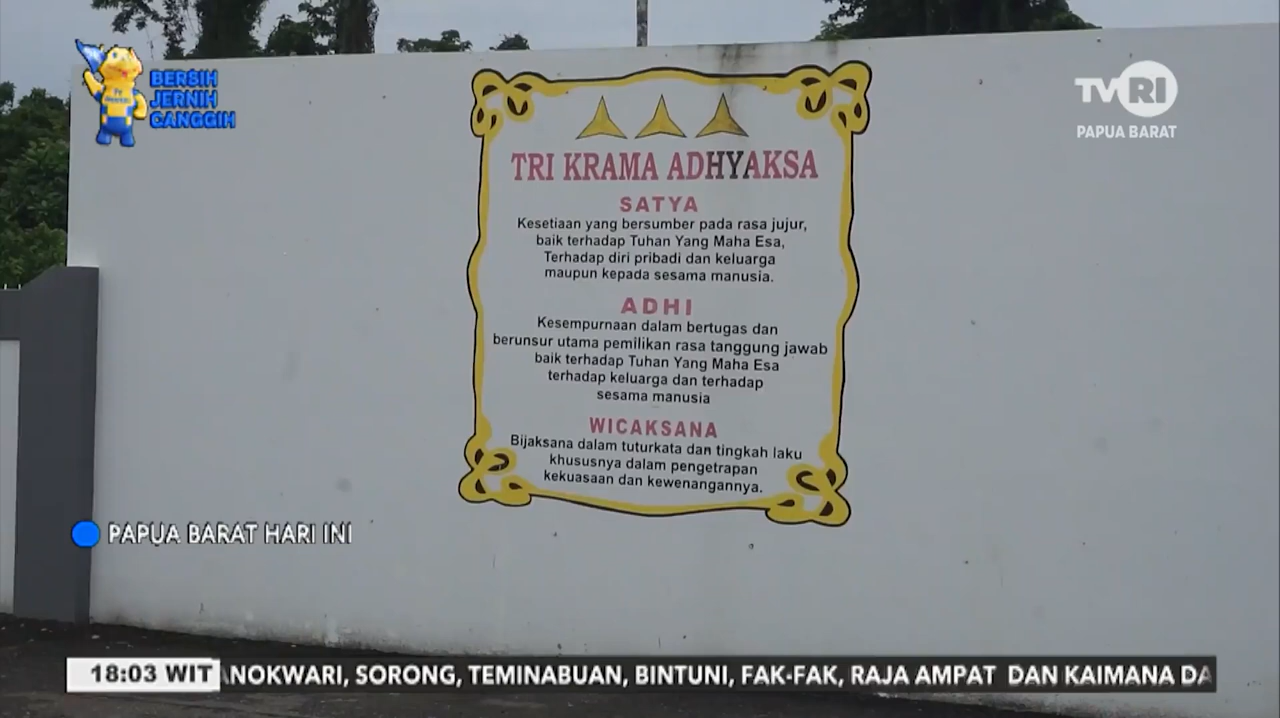 BERSIH
JERNIH
CANGGIH
TVRI
PAPUA BARAT
TRI KRAMA ADHYAKSA
SATYA
Kesetiaan yang bersumber pada rasa jujur,
baik terhadap Tuhan Yang Maha Esa,
Terhadap diri pribadi dan keluarga
maupun kepada sesama manusia.
ADHI
Kesempurnaan dalam bertugas dan
berunsur utama pemilikan rasa tanggung jawab
baik terhadap Tuhan Yang Maha Esa
terhadap keluarga dan terhadap
sesama manusia
WICAKSANA
Bijaksana dalam tuturkata dan tingkah laku
khususnya dalam pengetrapan
kekuasaan dan kewenangannya.
PAPUA BARAT HARI INI
18:03 WIT ANOKWARI, SORONG, TEMINABUAN, BINTUNI, FAK-FAK, RAJA AMPAT DAN KAIMANA DA